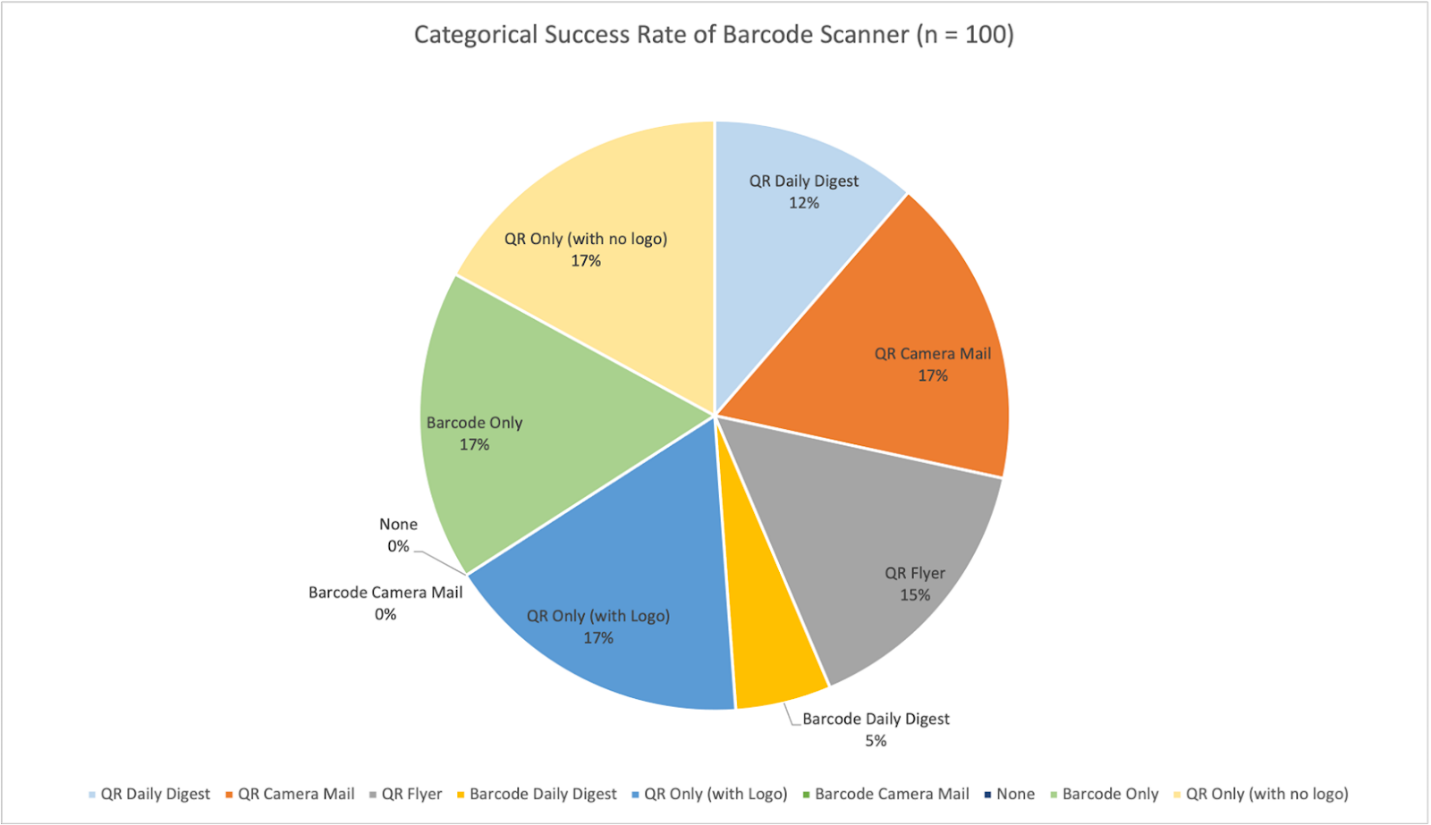 Categorical Success Rate of Barcode Scanner (n = 100)
QR Daily Digest
12%
QR Only (with no logo)
17%
QR Camera Mail
17%
Barcode Only
17%
None
0%
QR Flyer
15%
Barcode Camera Mail
0%
QR Only (with Logo)
17%
Barcode Daily Digest
5%
QR Daily Digest QR Camera Mail QR Flyer Barcode Daily Digest QR Only (with Logo) Barcode Camera Mail None Barcode Only QR Only (with no logo)